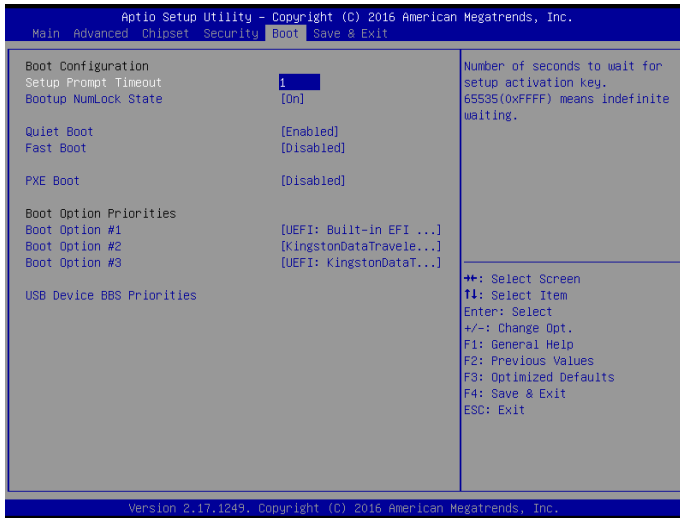 Aptio Setup Utility – Copyright (C) 2016 American Megatrends, Inc.
Main Advanced Chipset Security Boot Save & Exit
Boot Configuration
Setup Prompt Timeout 1
Bootup NumLock State [On]
Quiet Boot [Enabled]
Fast Boot [Disabled]
PXE Boot [Disabled]
Boot Option Priorities
Boot Option #1 [UEFI: Built-in EFI ...]
Boot Option #2 [KingstonDataTravele...]
Boot Option #3 [UEFI: KingstonDataT...]
USB Device BBS Priorities
Number of seconds to wait for
setup activation key.
65535(0xFFFF) means indefinite
waiting.
→←: Select Screen
↑↓: Select Item
Enter: Select
+/-: Change Opt.
F1: General Help
F2: Previous Values
F3: Optimized Defaults
F4: Save & Exit
ESC: Exit
Version 2.17.1249. Copyright (C) 2016 American Megatrends, Inc.